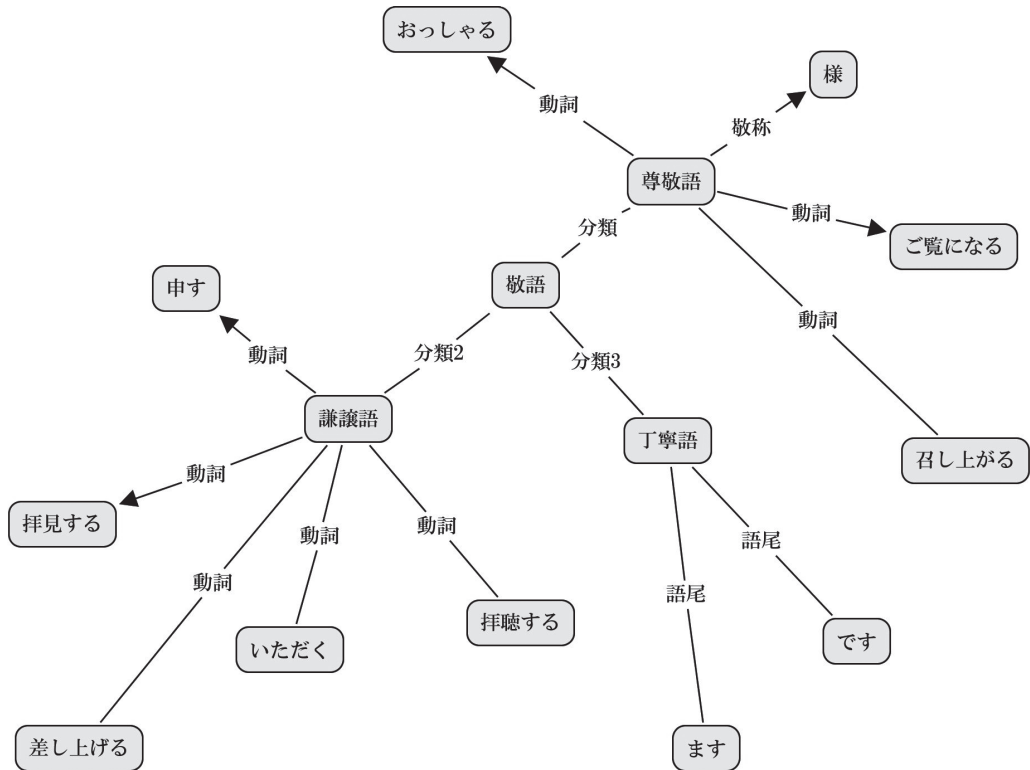 おっしゃる
様
動詞
敬称
尊敬語
動詞
分類
ご覧になる
敬語
申す
動詞
分類2
動詞
分類3
謙譲語
丁寧語
召し上がる
動詞
拝見する
動詞
動詞
語尾
動詞
語尾
拝聴する
です
いただく
差し上げる
ます